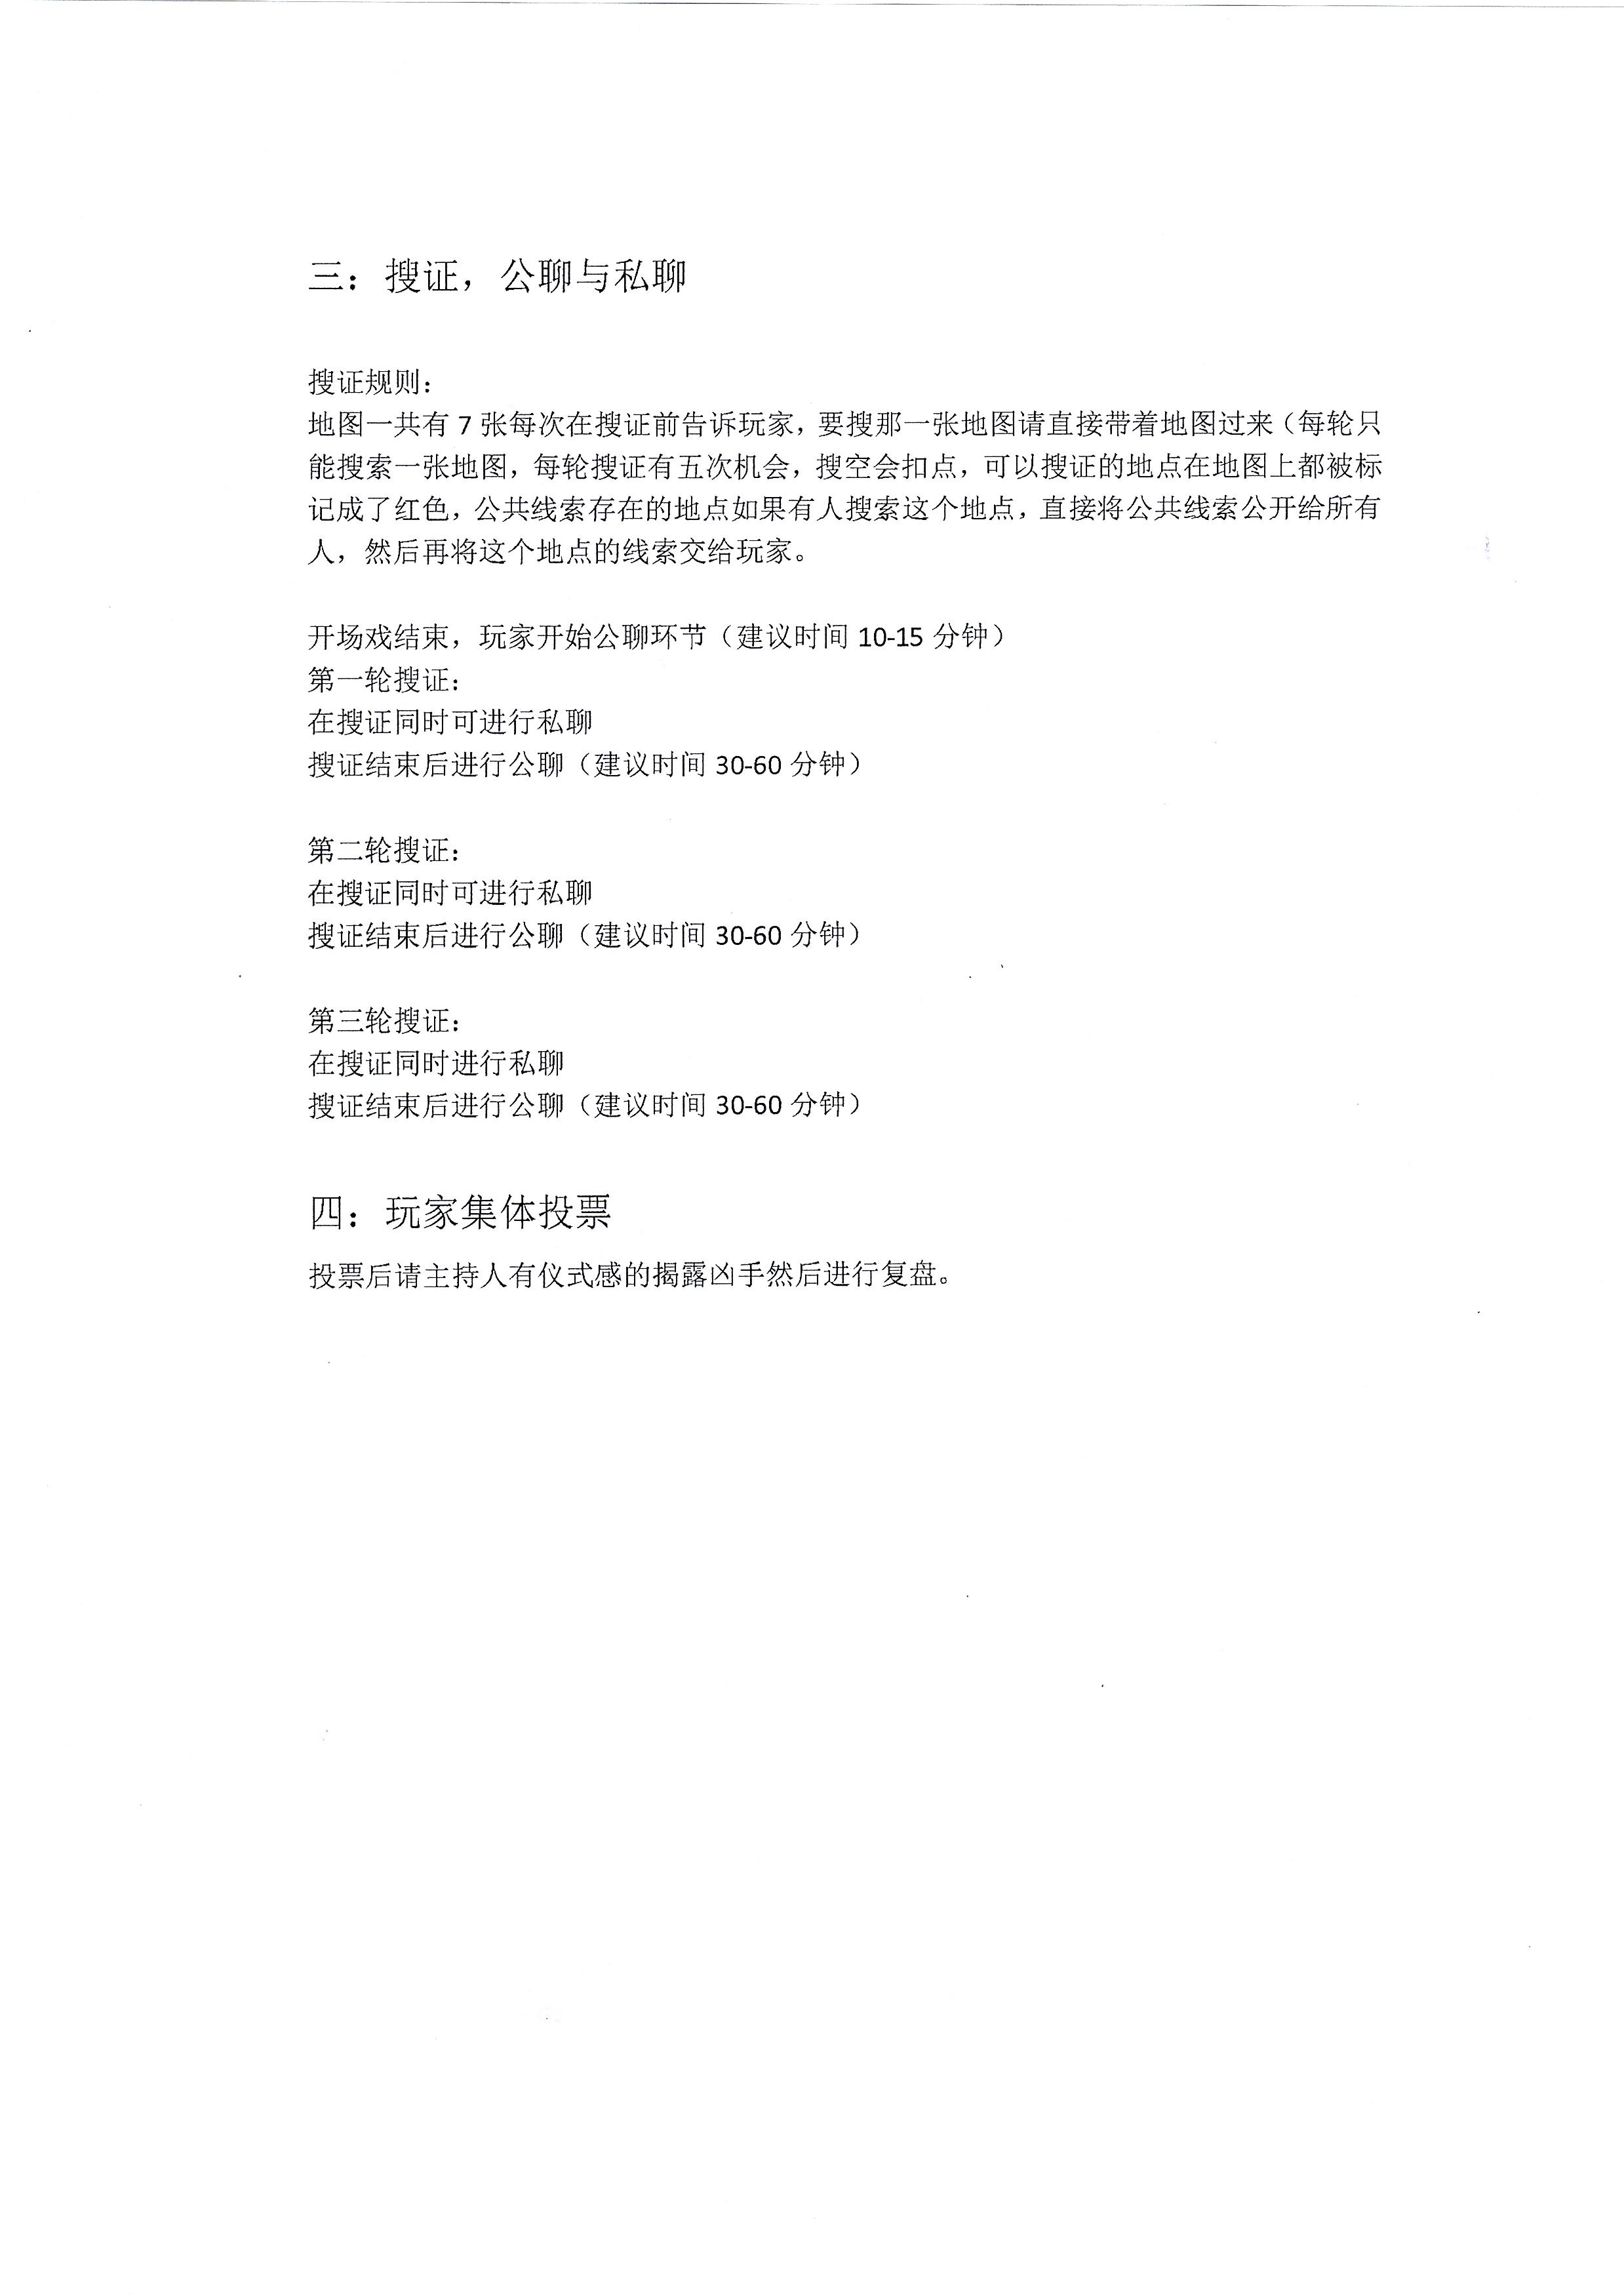 三：搜证，公聊与私聊
搜证规则：
地图一共有 7 张每次在搜证前告诉玩家，要搜那一张地图请直接带着地图过来（每轮只
能搜索一张地图，每轮搜证有五次机会，搜空会扣点，可以搜证的地点在地图上都被标
记成了红色，公共线索存在的地点如果有人搜索这个地点，直接将公共线索公开给所有
人，然后再将这个地点的线索交给玩家。
开场戏结束，玩家开始公聊环节（建议时间 10-15 分钟）
第一轮搜证：
在搜证同时可进行私聊
搜证结束后进行公聊（建议时间 30-60 分钟）
第二轮搜证：
在搜证同时可进行私聊
搜证结束后进行公聊（建议时间 30-60 分钟）
第三轮搜证：
在搜证同时进行私聊
搜证结束后进行公聊（建议时间 30-60 分钟）
四：玩家集体投票
投票后请主持人有仪式感的揭露凶手然后进行复盘。